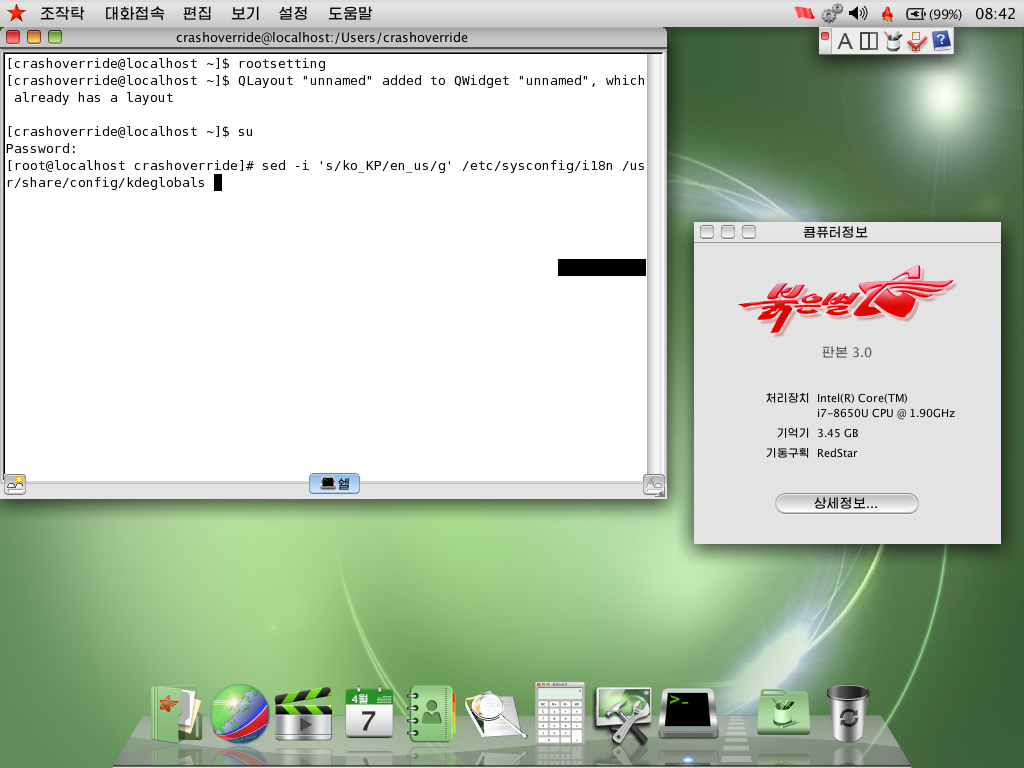 조작탁 대화접속 편집 보기 설정 도움말
(99%) 08:42
crashoverride@localhost:/Users/crashoverride
[crashoverride@localhost ~]$ rootsetting
[crashoverride@localhost ~]$ QLayout "unnamed" added to QWidget "unnamed", which
 already has a layout
[crashoverride@localhost ~]$ su
Password:
[root@localhost crashoverride]# sed -i 's/ko_KP/en_us/g' /etc/sysconfig/i18n /us
r/share/config/kdeglobals
쉘
A
?
콤퓨터정보
붉은별
판본 3.0
처리장치 Intel(R) Core(TM)
i7-8650U CPU @ 1.90GHz
기억기 3.45 GB
기동구획 RedStar
상세정보...
4월
7
>_